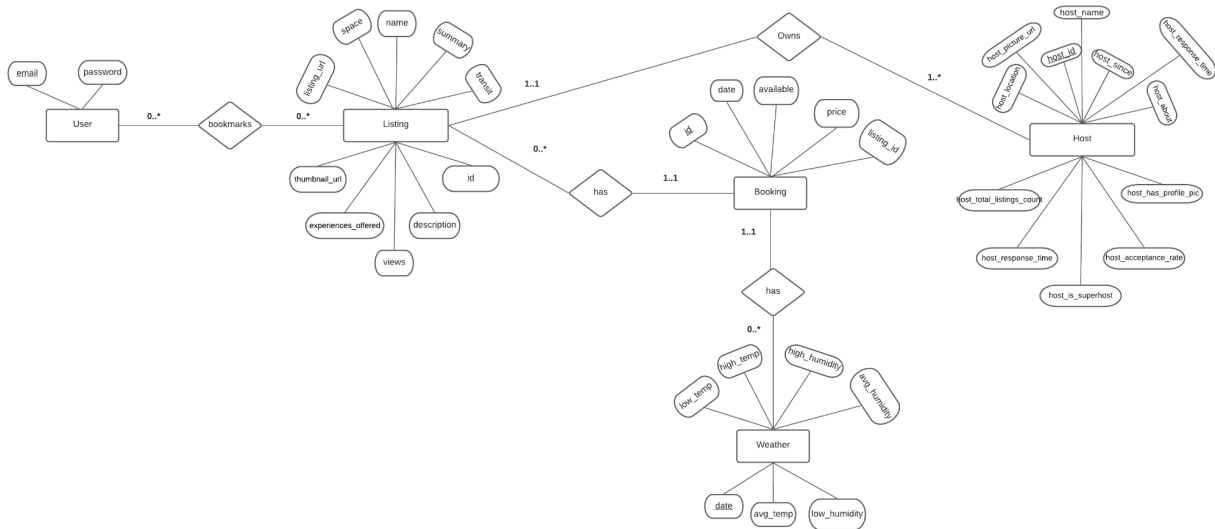 email
password
User
0..*
bookmarks
0..*
listing_url
space
name
summary
transit
Listing
thumbnail_url
experiences_offered
views
description
id
1..1
Owns
1..*
0..*
has
1..1
id
date
available
price
listing_id
Booking
1..1
has
0..*
host_location
host_picture_url
host_name
host_id
host_since
host_response_time
host_about
Host
host_total_listings_count
host_response_time
host_is_superhost
host_acceptance_rate
host_has_profile_pic
low_temp
high_temp
high_humidity
avg_humidity
Weather
date
avg_temp
low_humidity